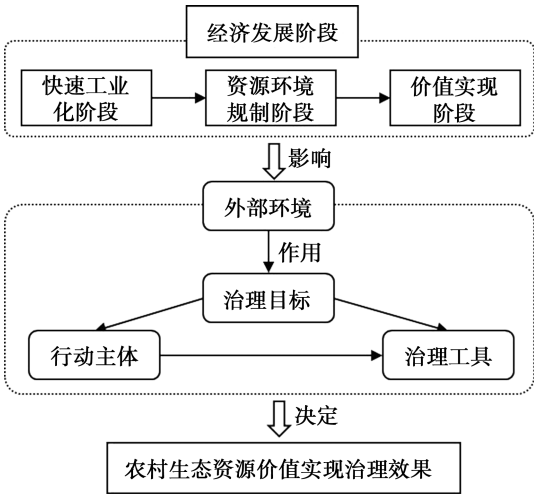 经济发展阶段
快速工业
化阶段
资源环境
规制阶段
价值实现
阶段
影响
外部环境
作用
治理目标
行动主体
治理工具
决定
农村生态资源价值实现治理效果